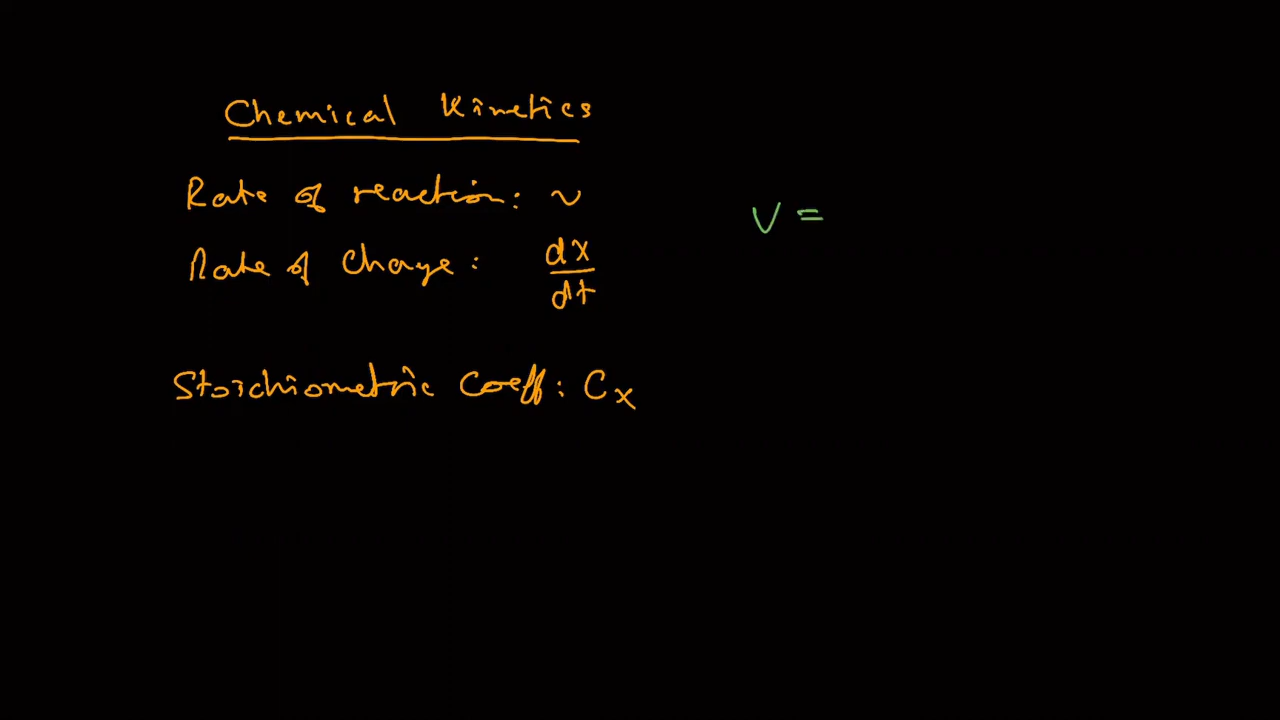 Chemical Kinetics
Rate of reaction: v
Rate of Change: dx/dt
Stoichiometric Coeff: Cx
v =